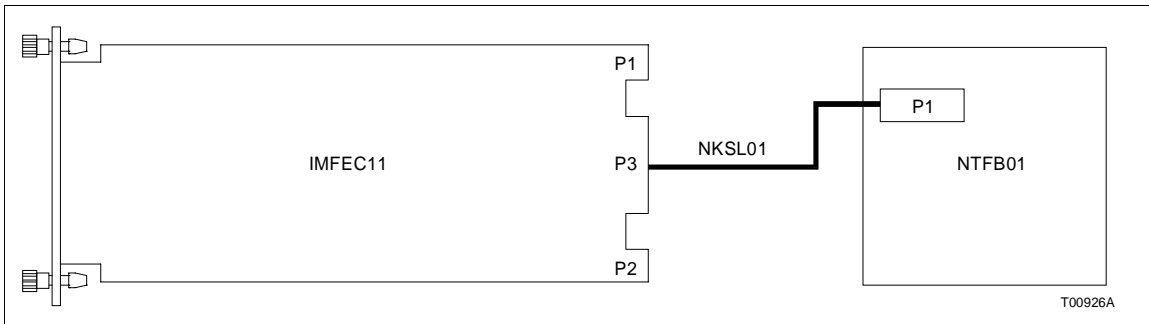 P1
P1
NKSL01
IMFEC11
P3
NTFB01
P2
T00926A